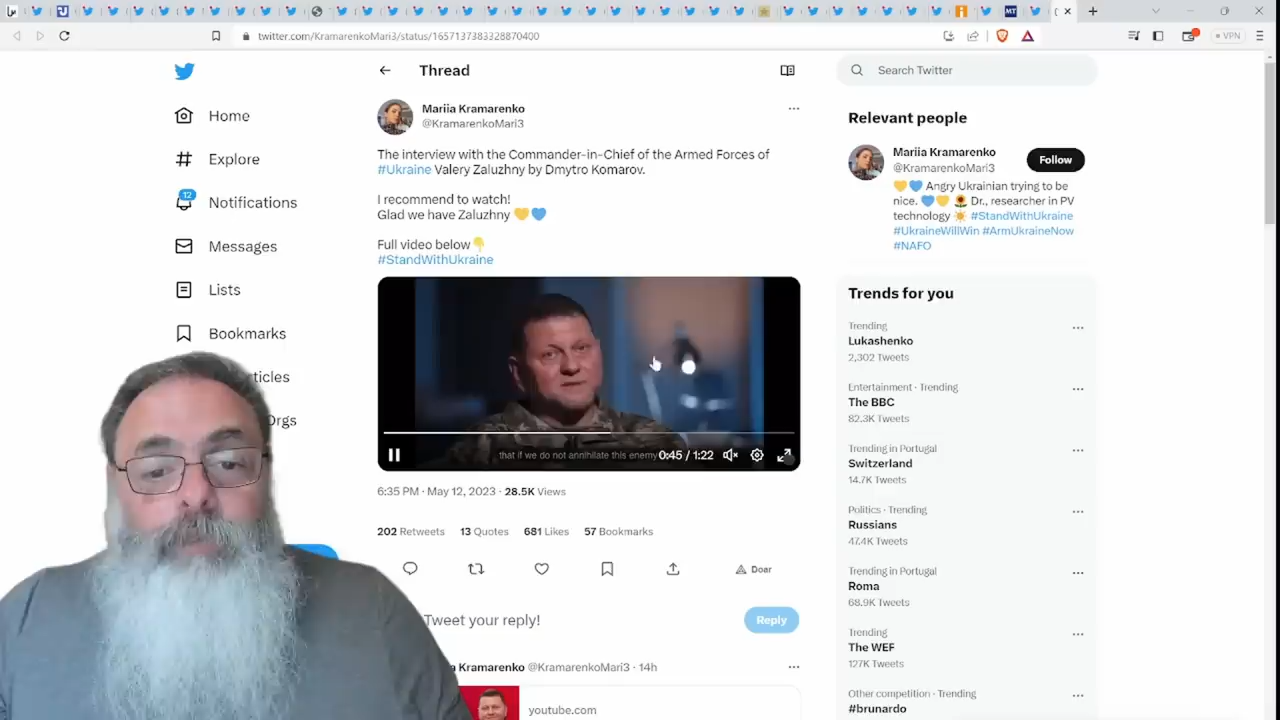 twitter.com/KramarenkoMari3/status/1657137383328870400
VPN
Home
Explore
12
Notifications
Messages
Lists
Bookmarks
Thread
Mariia Kramarenko
@KramarenkoMari3
The interview with the Commander-in-Chief of the Armed Forces of
#Ukraine Valery Zaluzhny by Dmytro Komarov.
I recommend to watch!
Glad we have Zaluzhny 💛💙
Full video below👇
#StandWithUkraine
that if we do not annihilate this enemy
0:45 / 1:22
6:35 PM · May 12, 2023 · 28.5K Views
202 Retweets 13 Quotes 681 Likes 57 Bookmarks
Doar
Tweet your reply!
Reply
Kramarenko @KramarenkoMari3 · 14h
youtube.com
Search Twitter
Relevant people
Mariia Kramarenko
@KramarenkoMari3
Follow
💛💙 Angry Ukrainian trying to be
nice. 💙💛 🌻 Dr., researcher in PV
technology ☀️ #StandWithUkraine
#UkraineWillWin #ArmUkraineNow
#NAFO
Trends for you
Trending
Lukashenko
2,302 Tweets
Entertainment · Trending
The BBC
82.3K Tweets
Trending in Portugal
Switzerland
14.7K Tweets
Politics · Trending
Russians
47.4K Tweets
Trending in Portugal
Roma
68.9K Tweets
Trending
The WEF
127K Tweets
Other competition · Trending
#brunardo